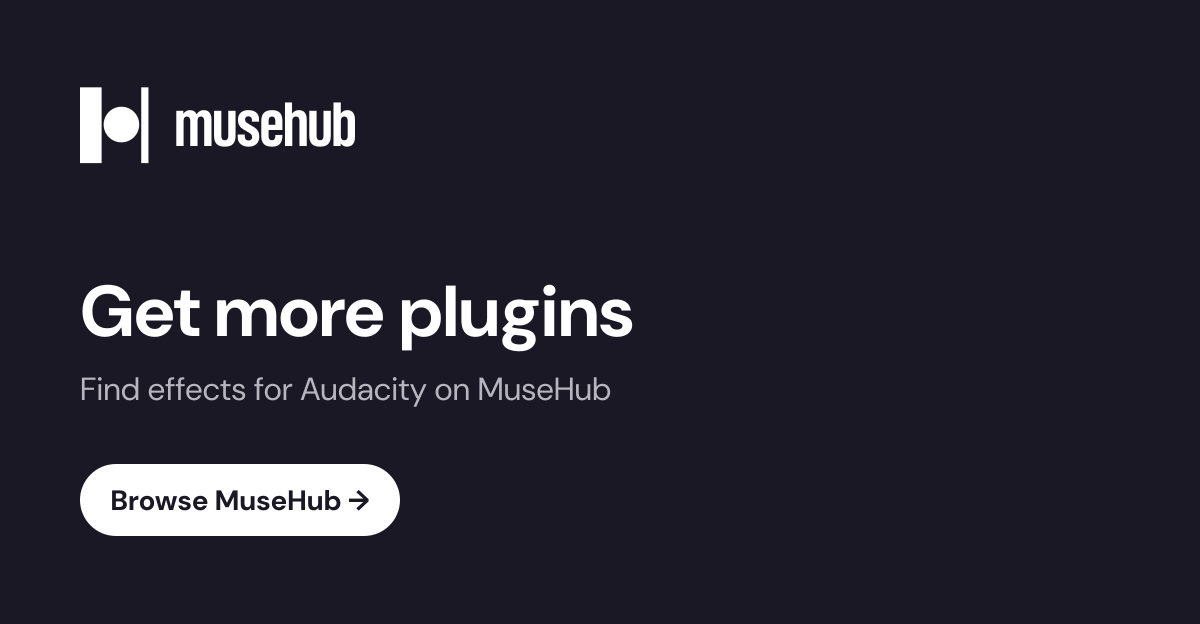 musehub
Get more plugins
Find effects for Audacity on MuseHub
Browse MuseHub →